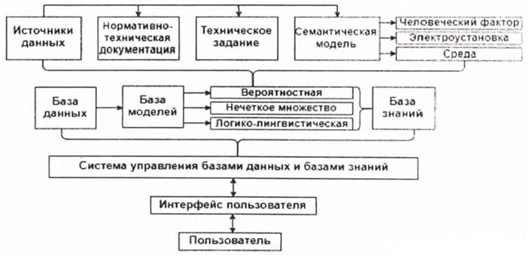 Источники
данных
Нормативно-
техническая
документация
Техническое
задание
Семантическая
модель
Человеческий фактор
Электроустановка
Среда
База
данных
База
моделей
Вероятностная
Нечеткое множество
Логико-лингвистическая
База
знаний
Система управления базами данных и базами знаний
Интерфейс пользователя
Пользователь